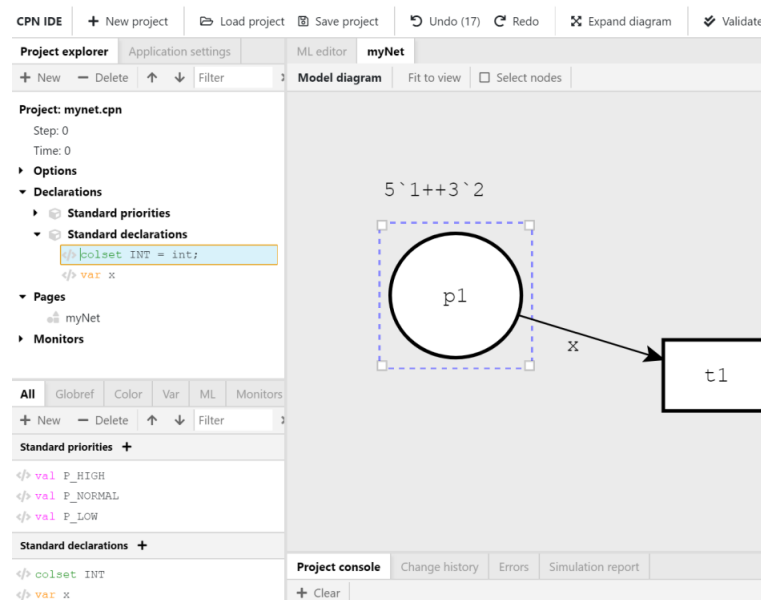 CPN IDE New project Load project Save project Undo (17) Redo Expand diagram Validate
Project explorer Application settings ML editor myNet
New Delete Filter Model diagram Fit to view Select nodes
Project: mynet.cpn
Step: 0
Time: 0
Options
Declarations
Standard priorities
Standard declarations
colset INT = int;
var x
Pages
myNet
Monitors
5`1++3`2
p1
x
t1
All Globref Color Var ML Monitors
New Delete Filter
Standard priorities +
val P_HIGH
val P_NORMAL
val P_LOW
Standard declarations +
colset INT
var x
Project console Change history Errors Simulation report
Clear